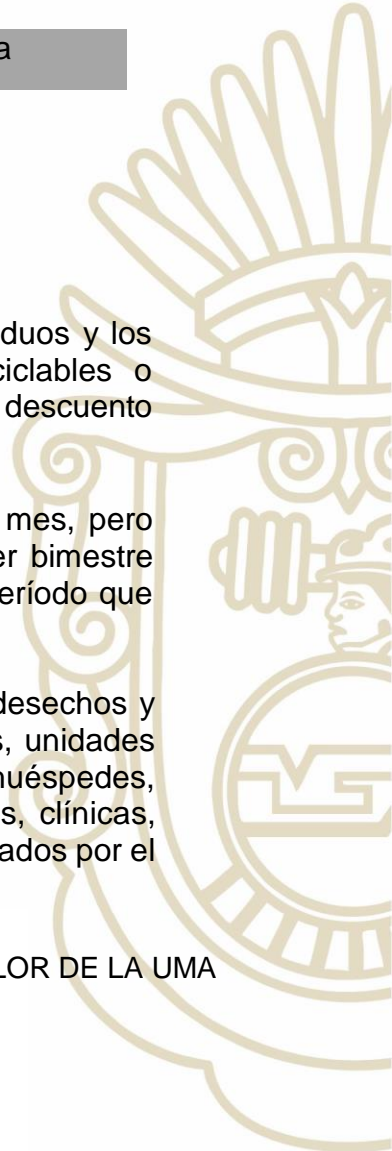 a
duos y los
ciclables o
descuento
mes, pero
er bimestre
eríodo que
desechos y
s, unidades
huéspedes,
s, clínicas,
ados por el
LOR DE LA UMA